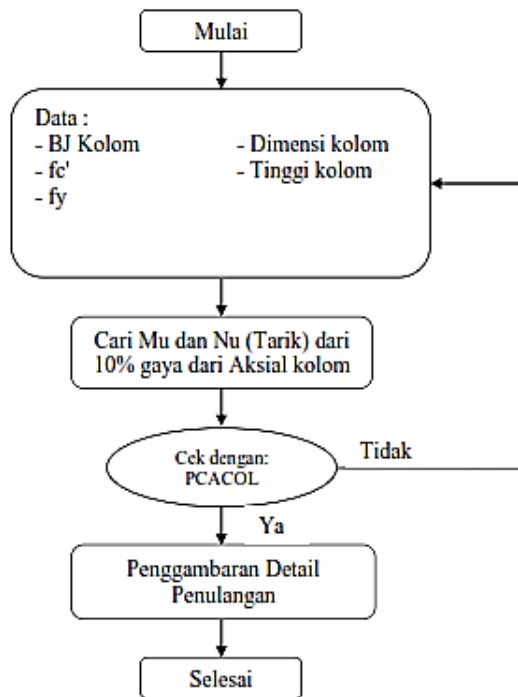 Mulai
Data :
- BJ Kolom
- fc'
- fy
- Dimensi kolom
- Tinggi kolom
Cari Mu dan Nu (Tarik) dari
10% gaya dari Aksial kolom
Cek dengan:
PCACOL
Tidak
Ya
Penggambaran Detail
Penulangan
Selesai